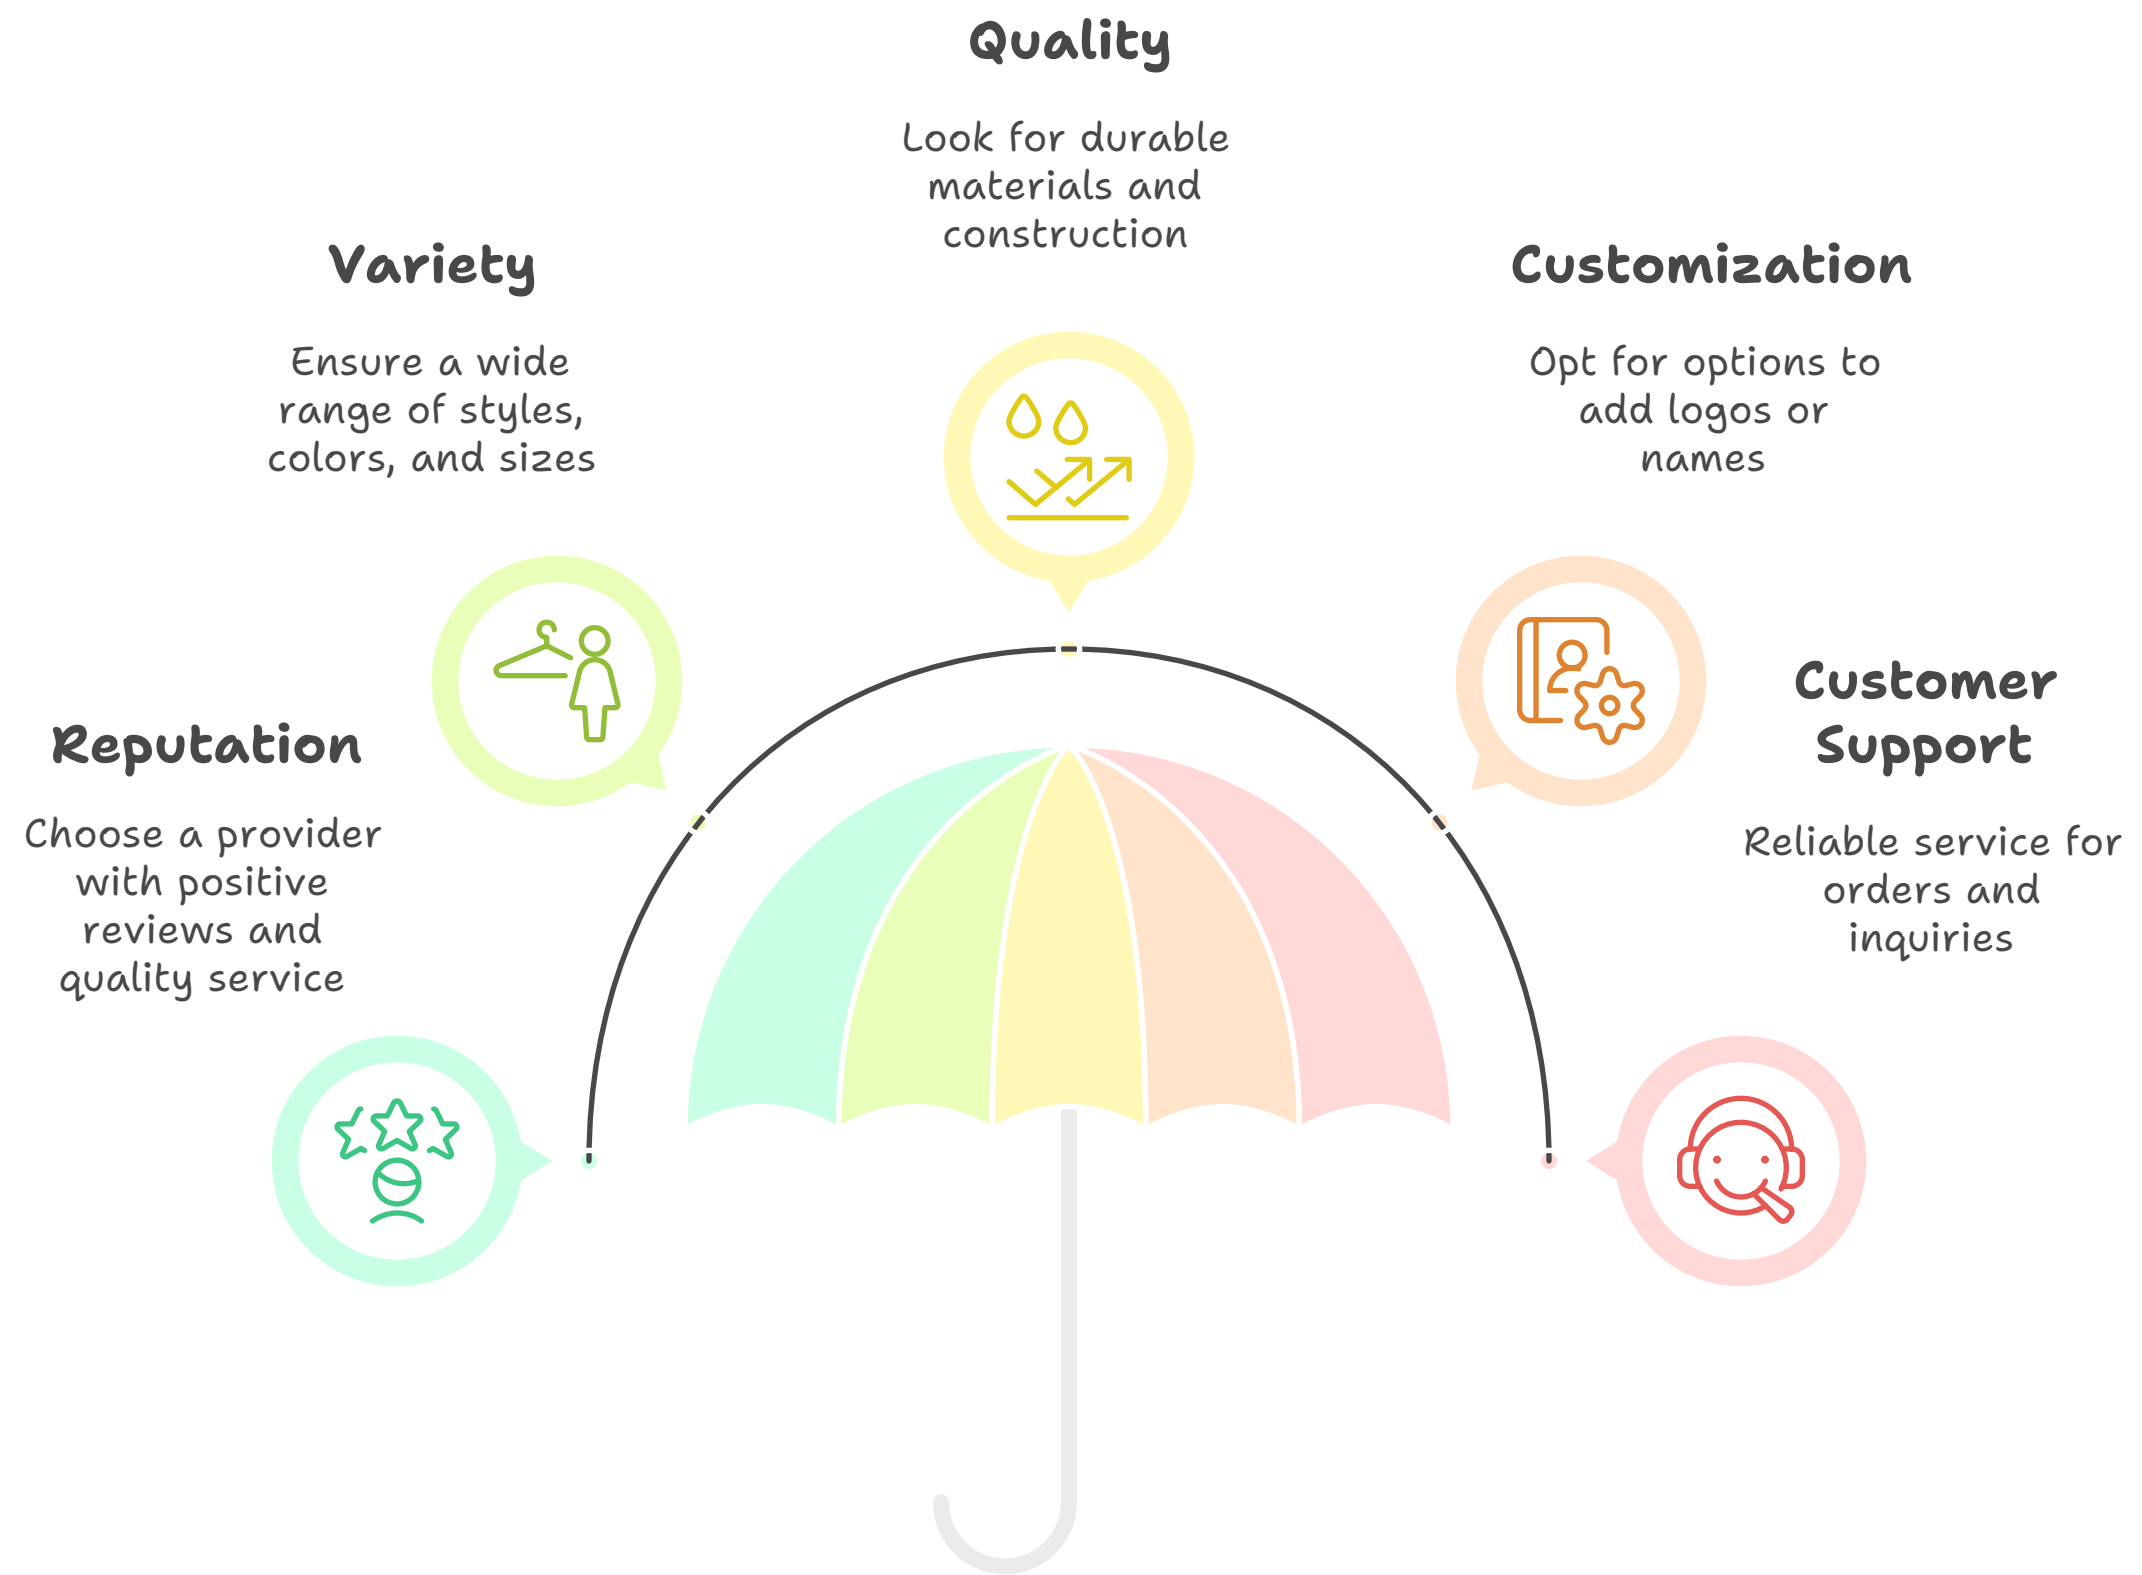 Quality
Look for durable
materials and
construction
Variety
Ensure a wide
range of styles,
colors, and sizes
Customization
Opt for options to
add logos or
names
Reputation
Choose a provider
with positive
reviews and
quality service
Customer
Support
Reliable service for
orders and
inquiries